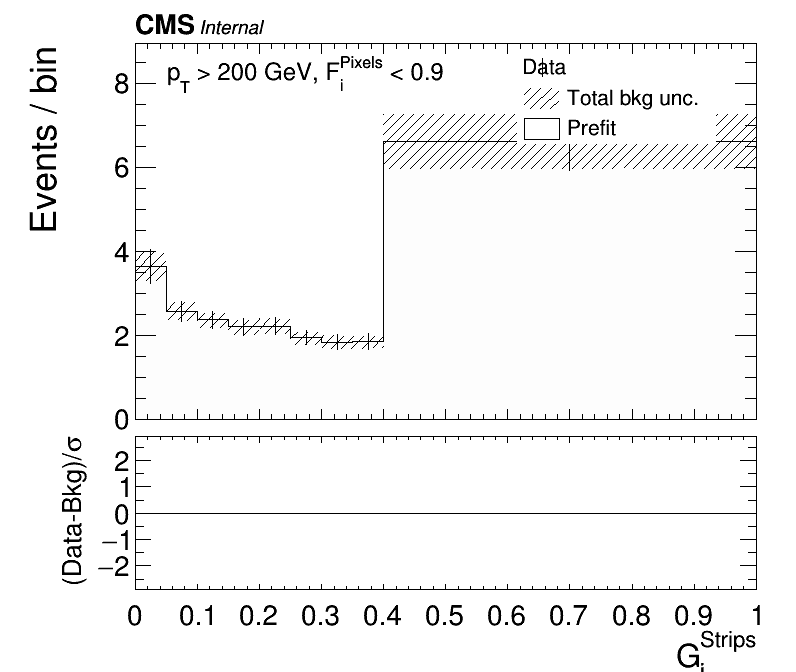 CMS Internal
p_T > 200 GeV, F_i^Pixels < 0.9
Data
Total bkg unc.
Prefit
Events / bin
8
6
4
2
0
(Data-Bkg)/σ
2
1
0
−1
−2
0 0.1 0.2 0.3 0.4 0.5 0.6 0.7 0.8 0.9 1
G_i^Strips